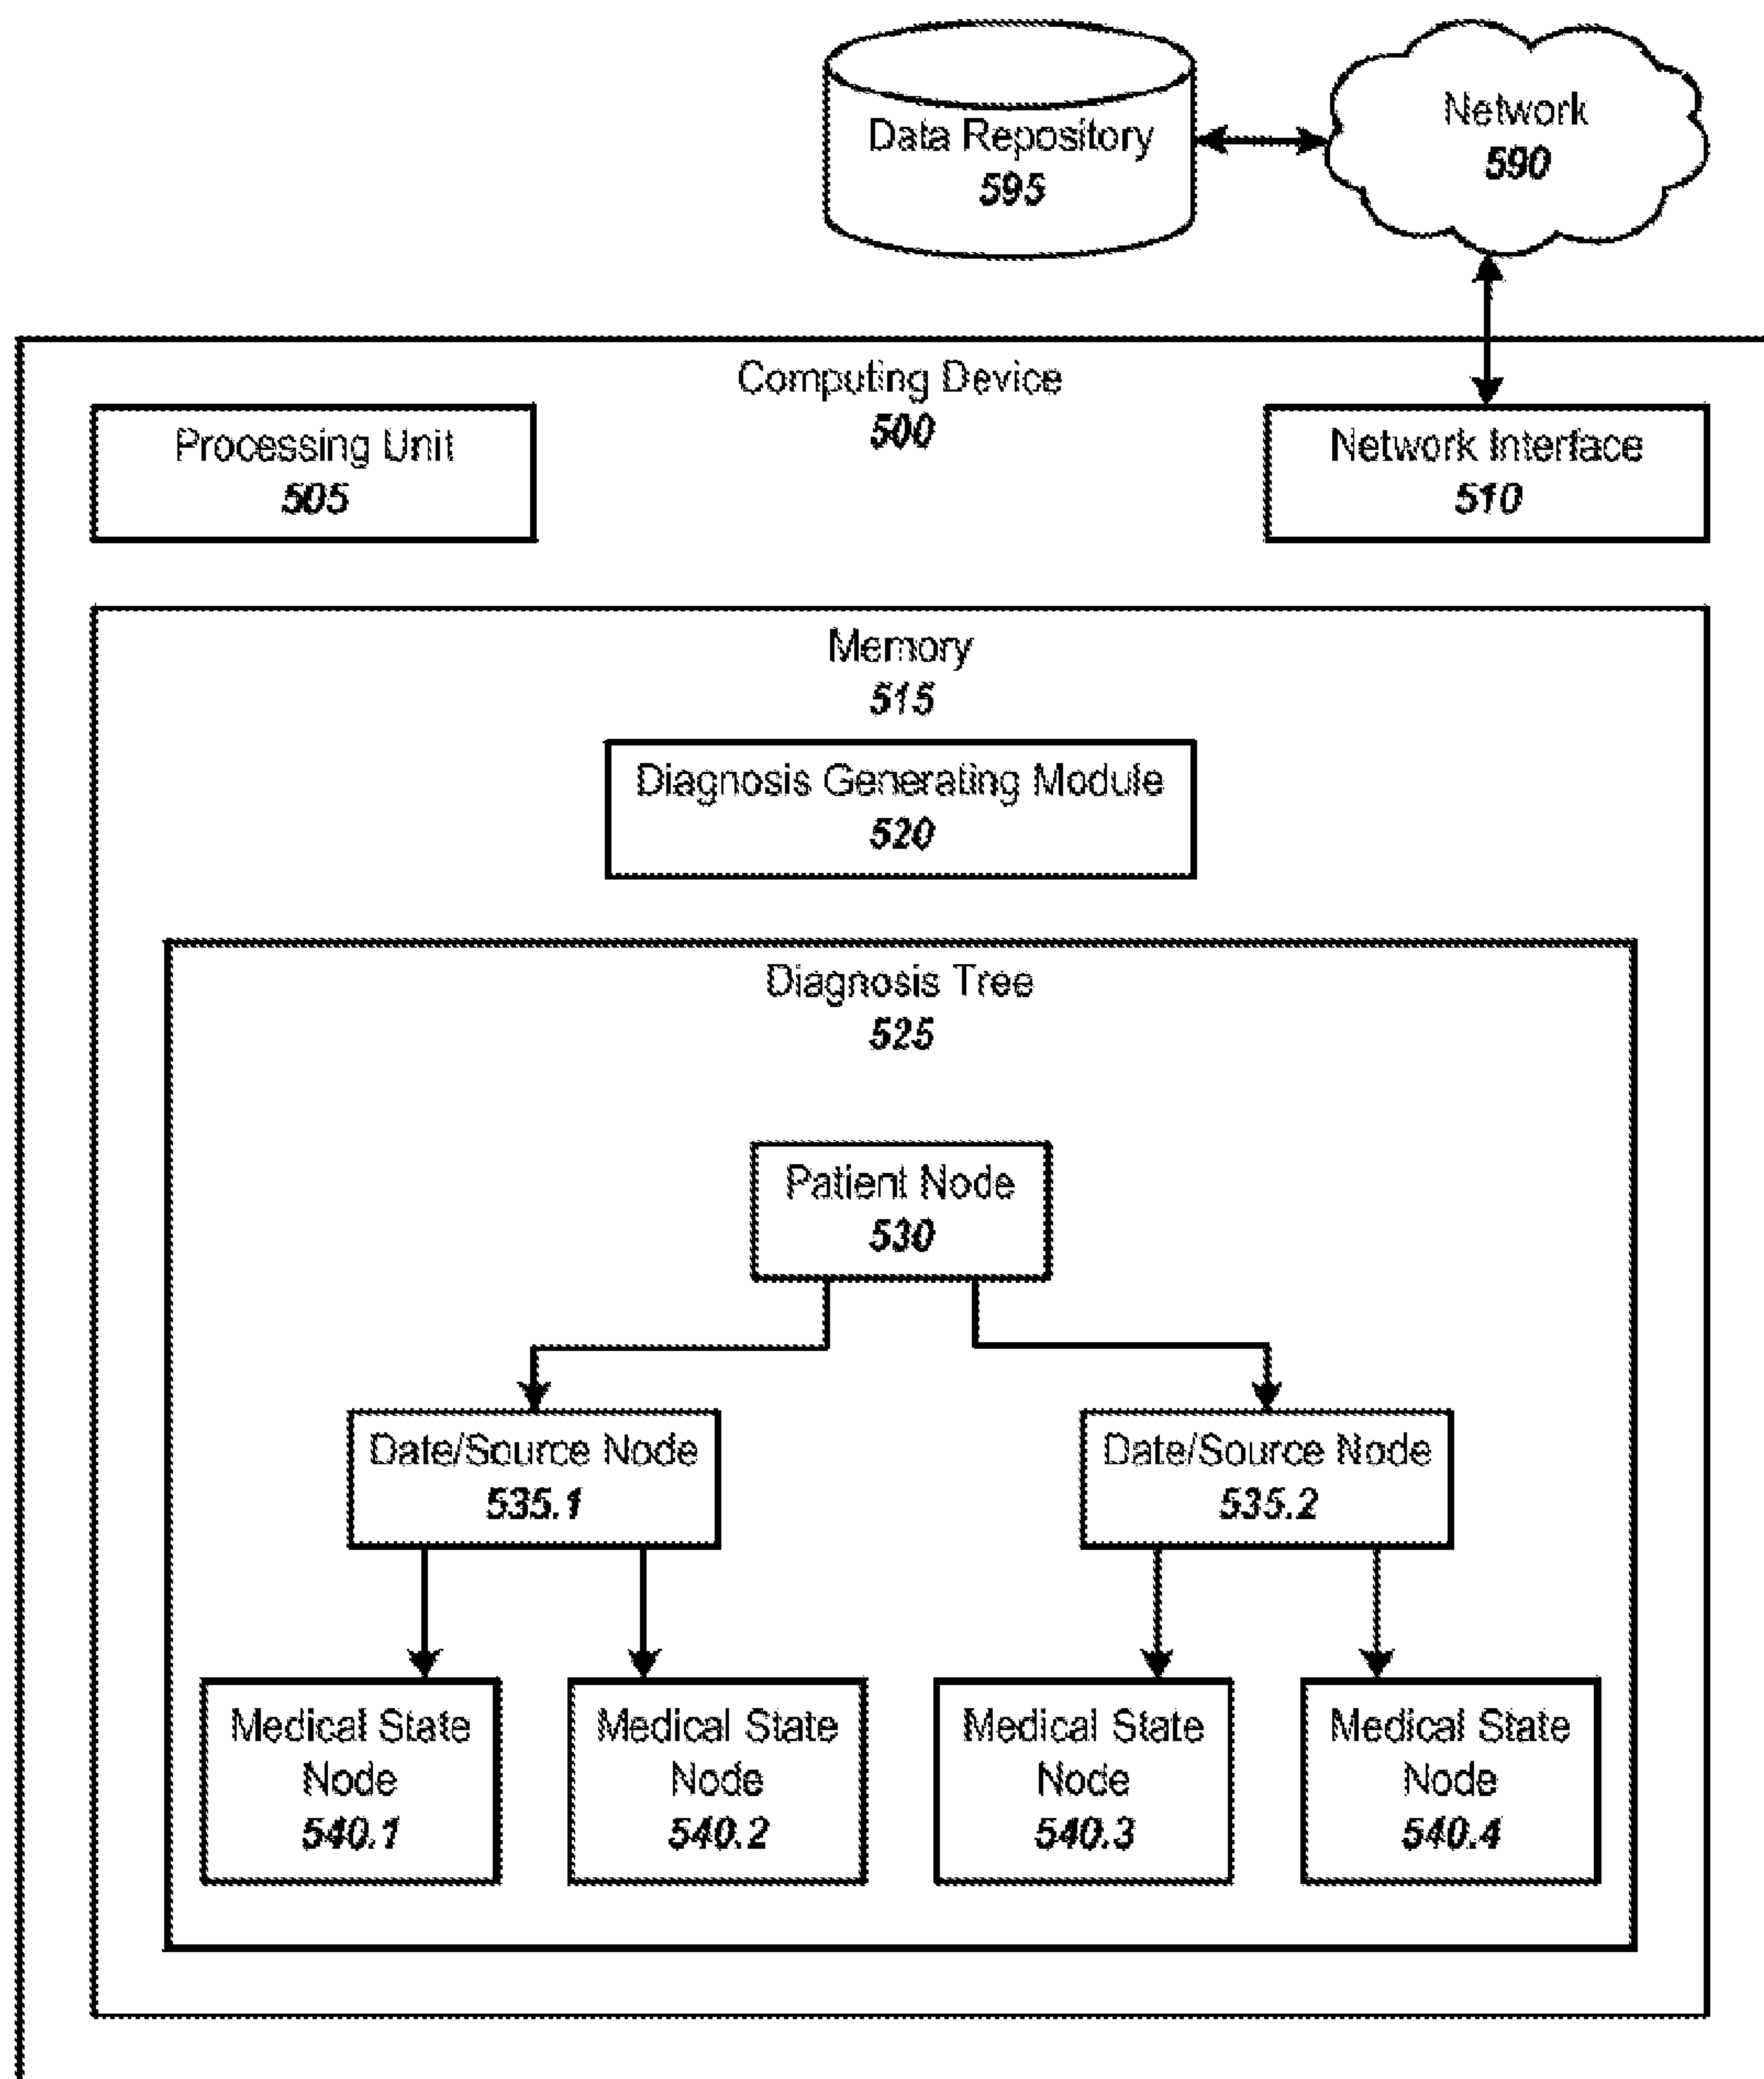 Data Repository
595
Network
590
Computing Device
500
Processing Unit
505
Network Interface
510
Memory
515
Diagnosis Generating Module
520
Diagnosis Tree
525
Patient Node
530
Date/Source Node
535.1
Date/Source Node
535.2
Medical State
Node
540.1
Medical State
Node
540.2
Medical State
Node
540.3
Medical State
Node
540.4